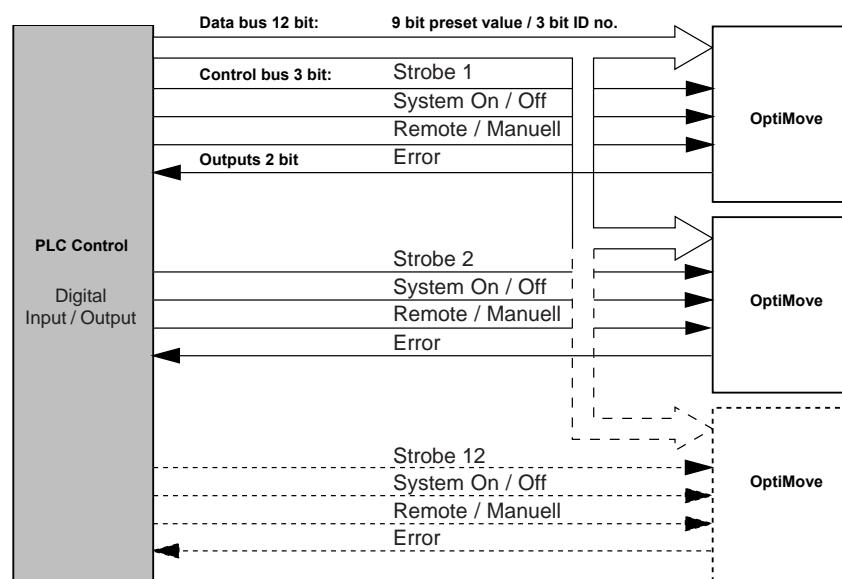 Data bus 12 bit: 9 bit preset value / 3 bit ID no.
Control bus 3 bit: Strobe 1
System On / Off
Remote / Manuell
Outputs 2 bit Error
OptiMove
PLC Control
Digital
Input / Output
Strobe 2
System On / Off
Remote / Manuell
Error
OptiMove
Strobe 12
System On / Off
Remote / Manuell
Error
OptiMove